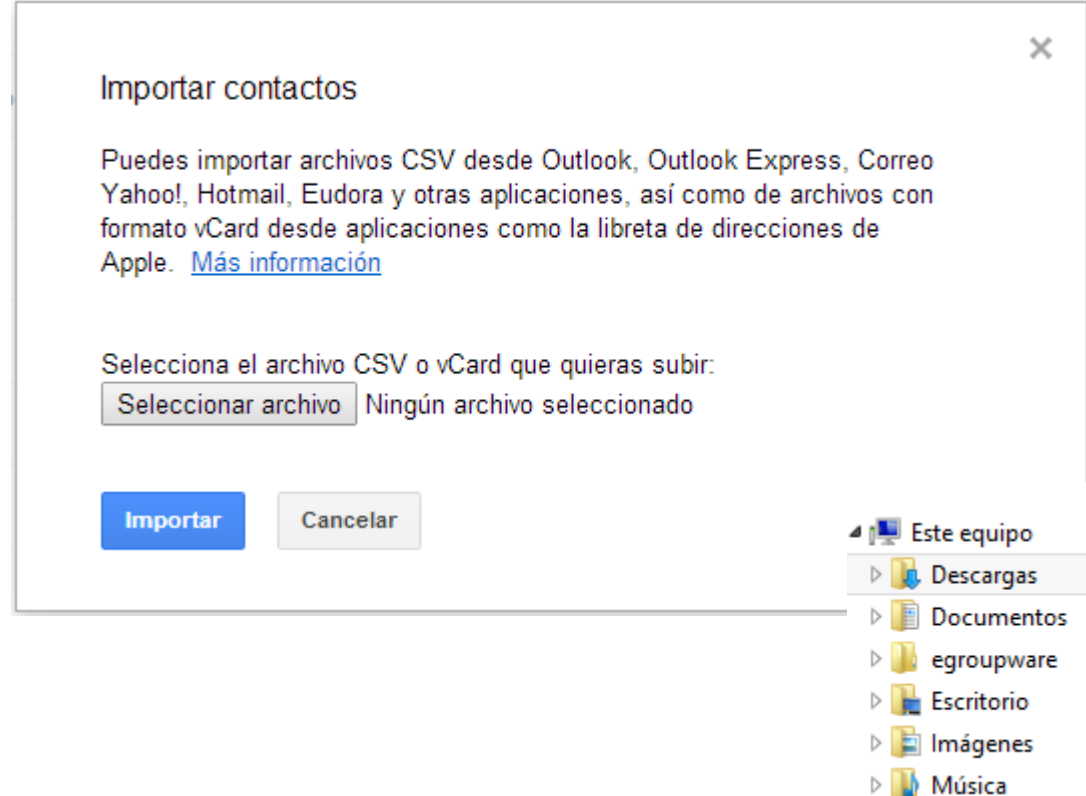 Importar contactos
Puedes importar archivos CSV desde Outlook, Outlook Express, Correo
Yahoo!, Hotmail, Eudora y otras aplicaciones, así como de archivos con
formato vCard desde aplicaciones como la libreta de direcciones de
Apple. Más información
Selecciona el archivo CSV o vCard que quieras subir:
Seleccionar archivo Ningún archivo seleccionado
Importar Cancelar
Este equipo
Descargas
Documentos
egroupware
Escritorio
Imágenes
Música